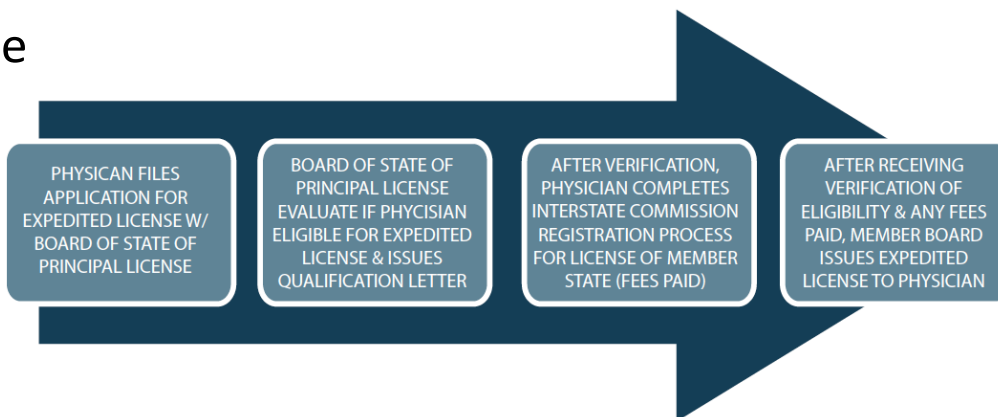 e
PHYSICAN FILES
APPLICATION FOR
EXPEDITED LICENSE W/
BOARD OF STATE OF
PRINCIPAL LICENSE
BOARD OF STATE OF
PRINCIPAL LICENSE
EVALUATE IF PHYCISIAN
ELIGIBLE FOR EXPEDITED
LICENSE & ISSUES
QUALIFICATION LETTER
AFTER VERIFICATION,
PHYSICIAN COMPLETES
INTERSTATE COMMISSION
REGISTRATION PROCESS
FOR LICENSE OF MEMBER
STATE (FEES PAID)
AFTER RECEIVING
VERIFICATION OF
ELIGIBILITY & ANY FEES
PAID, MEMBER BOARD
ISSUES EXPEDITED
LICENSE TO PHYSICIAN